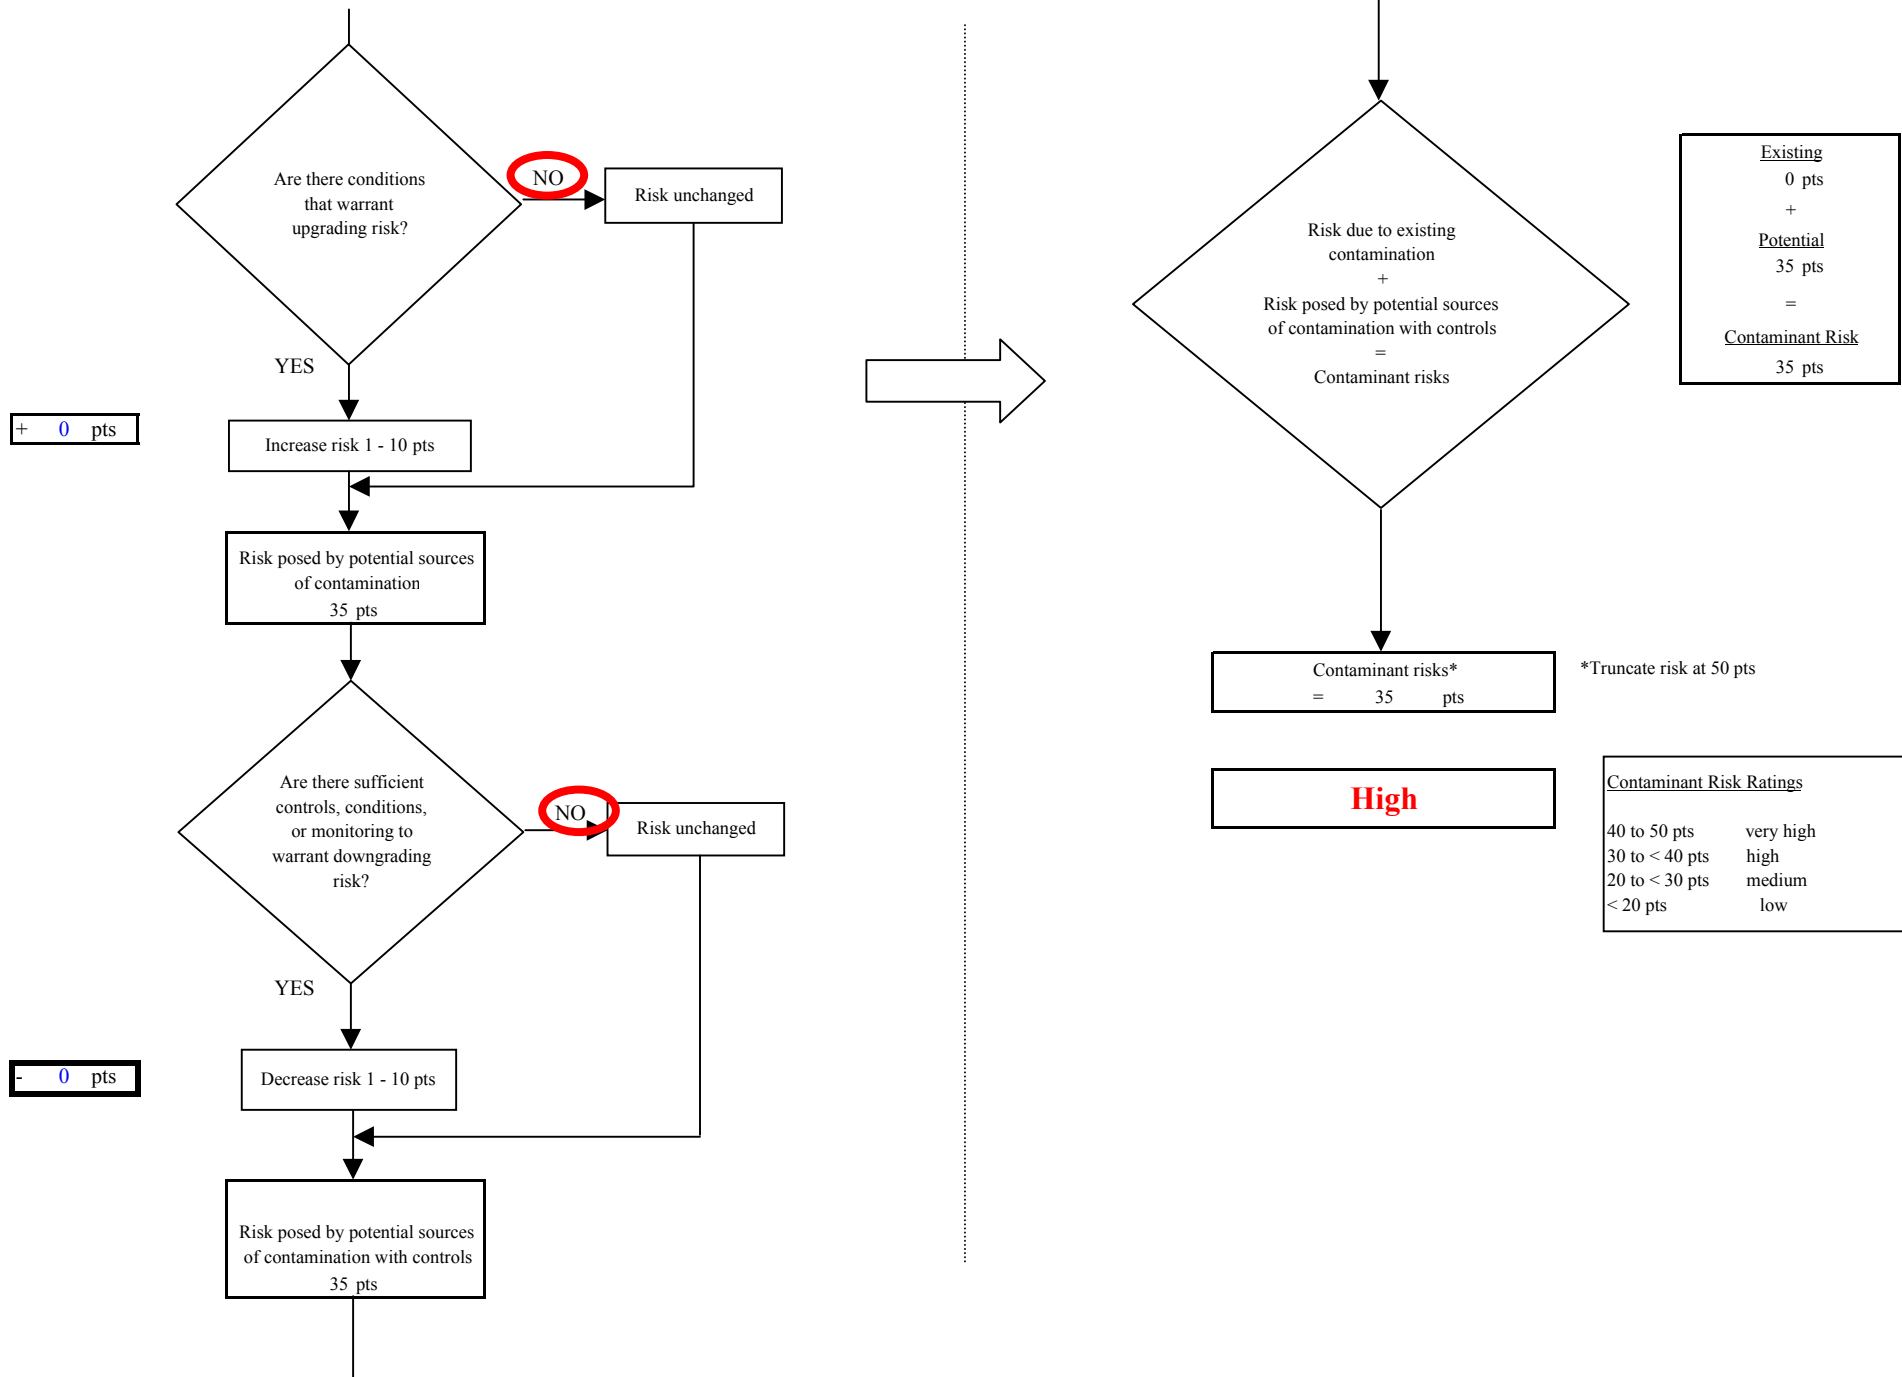 Are there conditions
that warrant
upgrading risk?
NO
Risk unchanged
YES
+ 0 pts
Increase risk 1 - 10 pts
Risk posed by potential sources
of contamination
35 pts
Are there sufficient
controls, conditions,
or monitoring to
warrant downgrading
risk?
NO
Risk unchanged
YES
- 0 pts
Decrease risk 1 - 10 pts
Risk posed by potential sources
of contamination with controls
35 pts
Risk due to existing
contamination
+
Risk posed by potential sources
of contamination with controls
=
Contaminant risks
Existing
0 pts
+
Potential
35 pts
=
Contaminant Risk
35 pts
Contaminant risks*
= 35 pts
*Truncate risk at 50 pts
High
Contaminant Risk Ratings
40 to 50 pts very high
30 to < 40 pts high
20 to < 30 pts medium
< 20 pts low